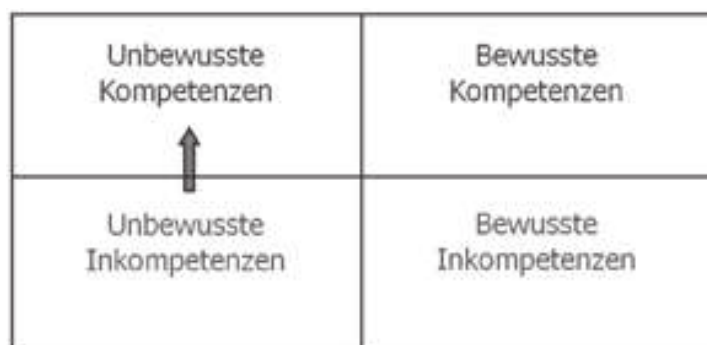 Unbewusste
Kompetenzen
Bewusste
Kompetenzen
Unbewusste
Inkompetenzen
Bewusste
Inkompetenzen